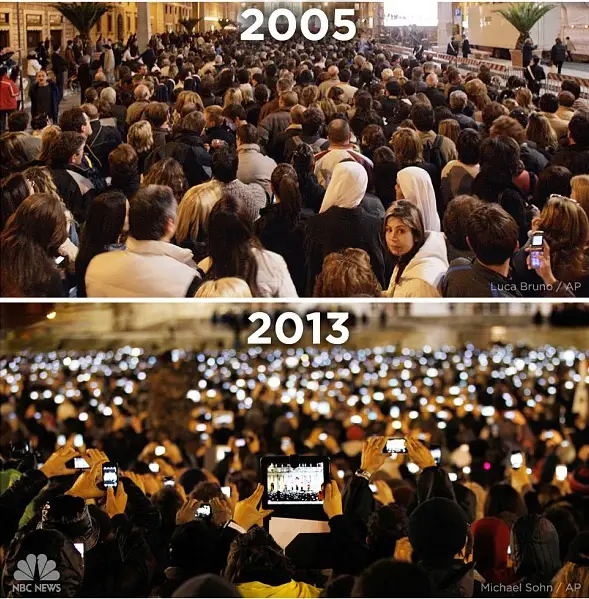 2005
Luca Bruno / AP
2013
NBC NEWS
Michael Sohn / AP